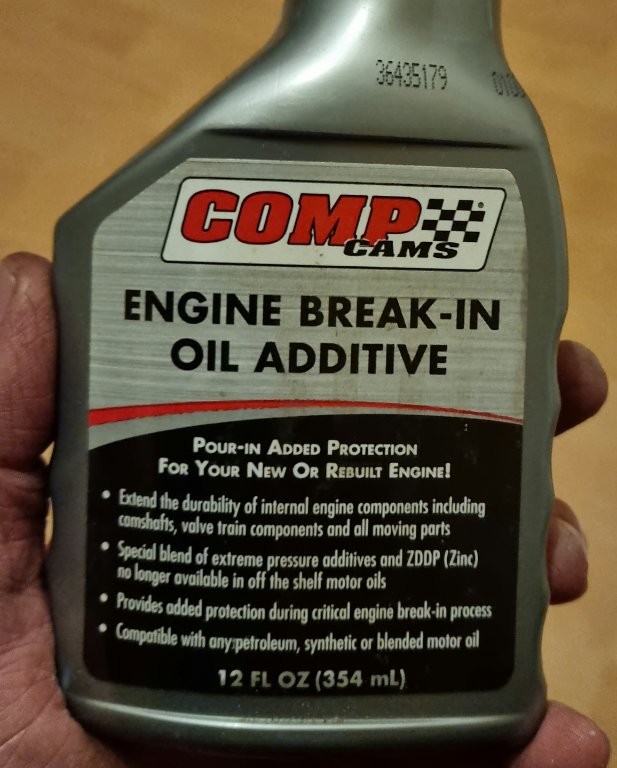 36435179
COMP
CAMS
ENGINE BREAK-IN
OIL ADDITIVE
POUR-IN ADDED PROTECTION
FOR YOUR NEW OR REBUILT ENGINE!
• Extend the durability of internal engine components including
camshafts, valve train components and all moving parts
• Special blend of extreme pressure additives and ZDDP (Zinc)
no longer available in off the shelf motor oils
• Provides added protection during critical engine break-in process
• Compatible with any petroleum, synthetic or blended motor oil
12 FL OZ (354 mL)